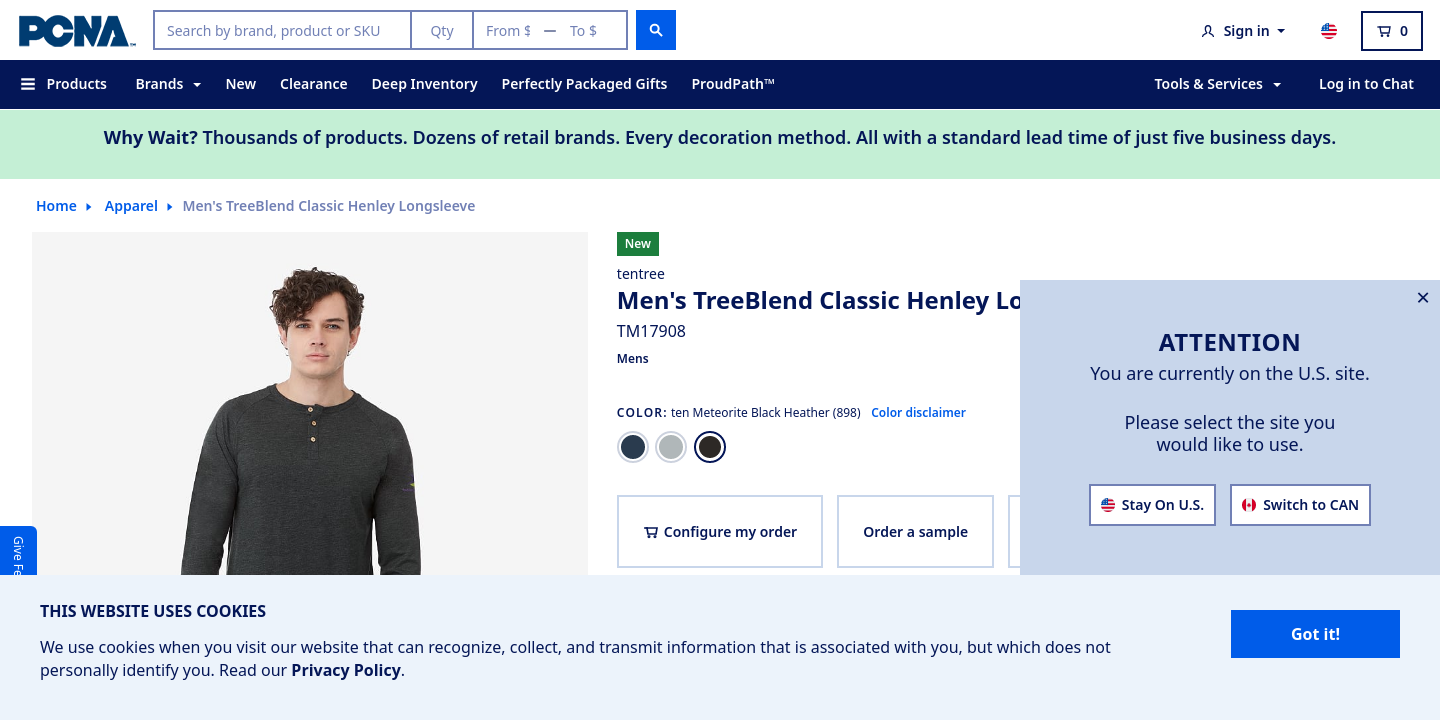 PCNA™
Search by brand, product or SKU
Qty
From $ — To $
Sign in
0
Products
Brands
New
Clearance
Deep Inventory
Perfectly Packaged Gifts
ProudPath™
Tools & Services
Log in to Chat
Why Wait? Thousands of products. Dozens of retail brands. Every decoration method. All with a standard lead time of just five business days.
Home
Apparel
Men's TreeBlend Classic Henley Longsleeve
New
tentree
Men's TreeBlend Classic Henley Lo
TM17908
Mens
COLOR: ten Meteorite Black Heather (898) Color disclaimer
Configure my order
Order a sample
ATTENTION
You are currently on the U.S. site.
Please select the site you
would like to use.
Stay On U.S.
Switch to CAN
Give Fe
THIS WEBSITE USES COOKIES
We use cookies when you visit our website that can recognize, collect, and transmit information that is associated with you, but which does not
personally identify you. Read our Privacy Policy.
Got it!